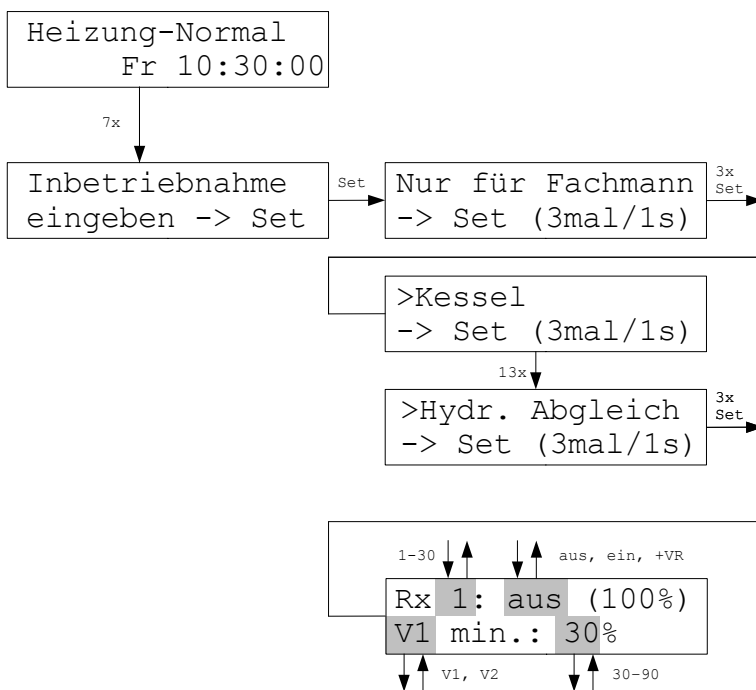 Heizung-Normal
Fr 10:30:00
7x
Inbetriebnahme
eingeben -> Set
Set
Nur für Fachmann
-> Set (3mal/1s)
3x
Set
>Kessel
-> Set (3mal/1s)
13x
>Hydr. Abgleich
-> Set (3mal/1s)
3x
Set
1-30
aus, ein, +VR
Rx 1: aus (100%)
V1 min.: 30%
V1, V2
30-90